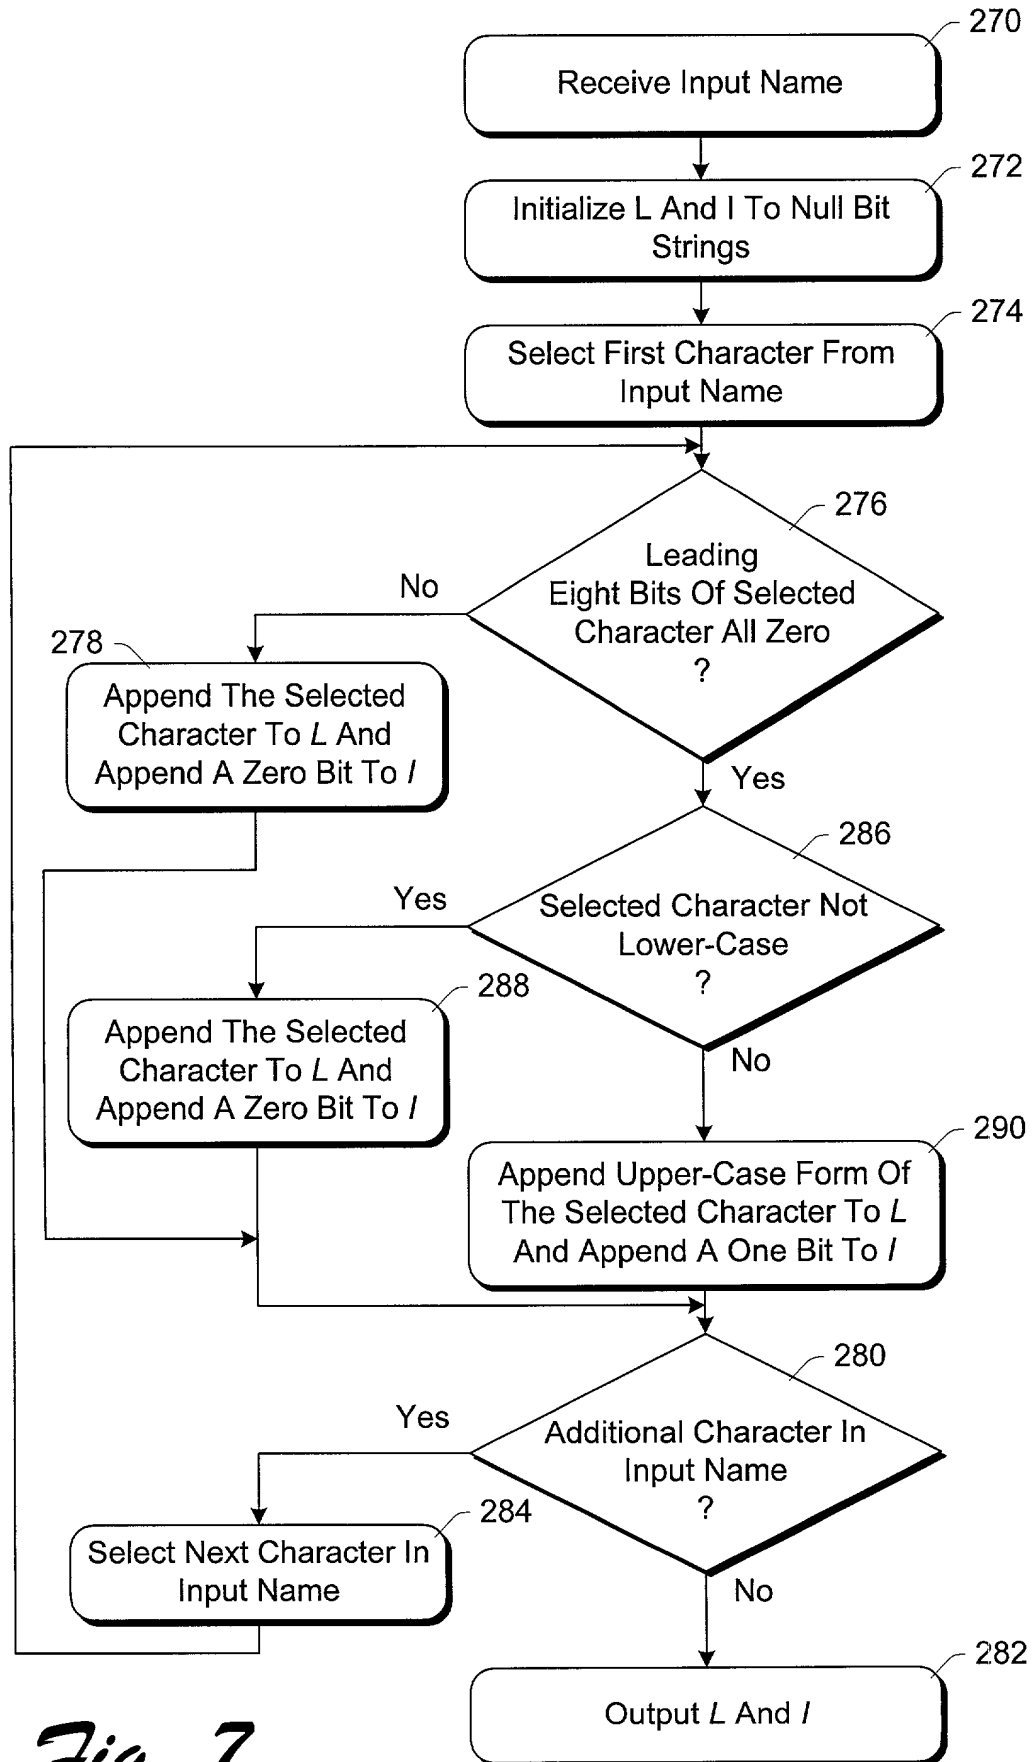 270
Receive Input Name
272
Initialize L And I To Null Bit
Strings
274
Select First Character From
Input Name
276
Leading
Eight Bits Of Selected
Character All Zero
?
No
Yes
278
Append The Selected
Character To L And
Append A Zero Bit To I
286
Selected Character Not
Lower-Case
?
Yes
No
288
Append The Selected
Character To L And
Append A Zero Bit To I
290
Append Upper-Case Form Of
The Selected Character To L
And Append A One Bit To I
280
Additional Character In
Input Name
?
Yes
No
284
Select Next Character In
Input Name
282
Output L And I
Fig. 7